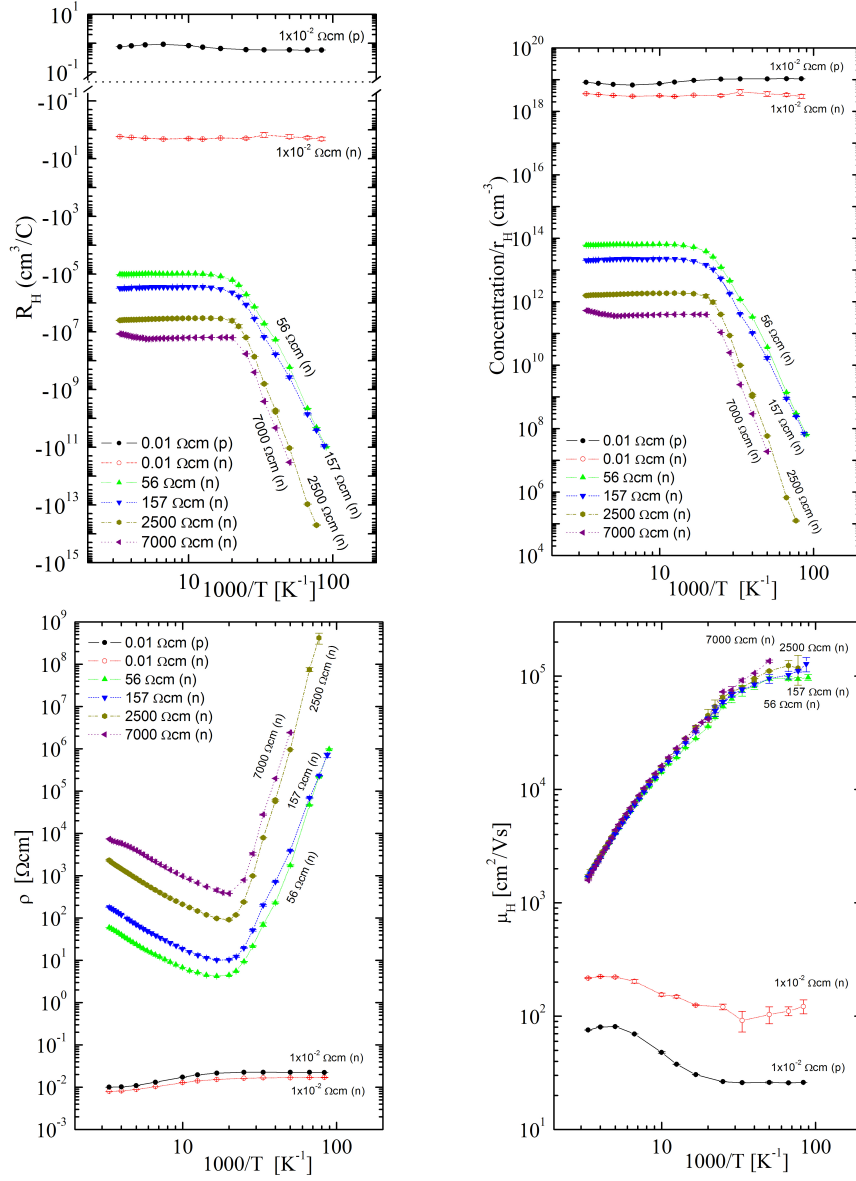 10^1
10^-1
-10^-1
-10^1
-10^3
-10^5
-10^7
-10^9
-10^11
-10^13
-10^15
R_H (cm^3/C)
1x10^-2 Ωcm (p)
1x10^-2 Ωcm (n)
56 Ωcm (n)
7000 Ωcm (n)
157 Ωcm (n)
2500 Ωcm (n)
0.01 Ωcm (p)
0.01 Ωcm (n)
56 Ωcm (n)
157 Ωcm (n)
2500 Ωcm (n)
7000 Ωcm (n)
10 100
1000/T [K^-1]
10^20
10^18
10^16
10^14
10^12
10^10
10^8
10^6
10^4
Concentration/r_H (cm^-3)
1x10^-2 Ωcm (p)
1x10^-2 Ωcm (n)
56 Ωcm (n)
157 Ωcm (n)
7000 Ωcm (n)
2500 Ωcm (n)
0.01 Ωcm (p)
0.01 Ωcm (n)
56 Ωcm (n)
157 Ωcm (n)
2500 Ωcm (n)
7000 Ωcm (n)
10 100
1000/T [K^-1]
10^9
10^8
10^7
10^6
10^5
10^4
10^3
10^2
10^1
10^0
10^-1
10^-2
10^-3
ρ [Ωcm]
0.01 Ωcm (p)
0.01 Ωcm (n)
56 Ωcm (n)
157 Ωcm (n)
2500 Ωcm (n)
7000 Ωcm (n)
2500 Ωcm (n)
7000 Ωcm (n)
157 Ωcm (n)
56 Ωcm (n)
1x10^-2 Ωcm (n)
1x10^-2 Ωcm (n)
10 100
1000/T [K^-1]
10^5
10^4
10^3
10^2
10^1
μ_H [cm^2/Vs]
7000 Ωcm (n)
2500 Ωcm (n)
157 Ωcm (n)
56 Ωcm (n)
1x10^-2 Ωcm (n)
1x10^-2 Ωcm (p)
10 100
1000/T [K^-1]